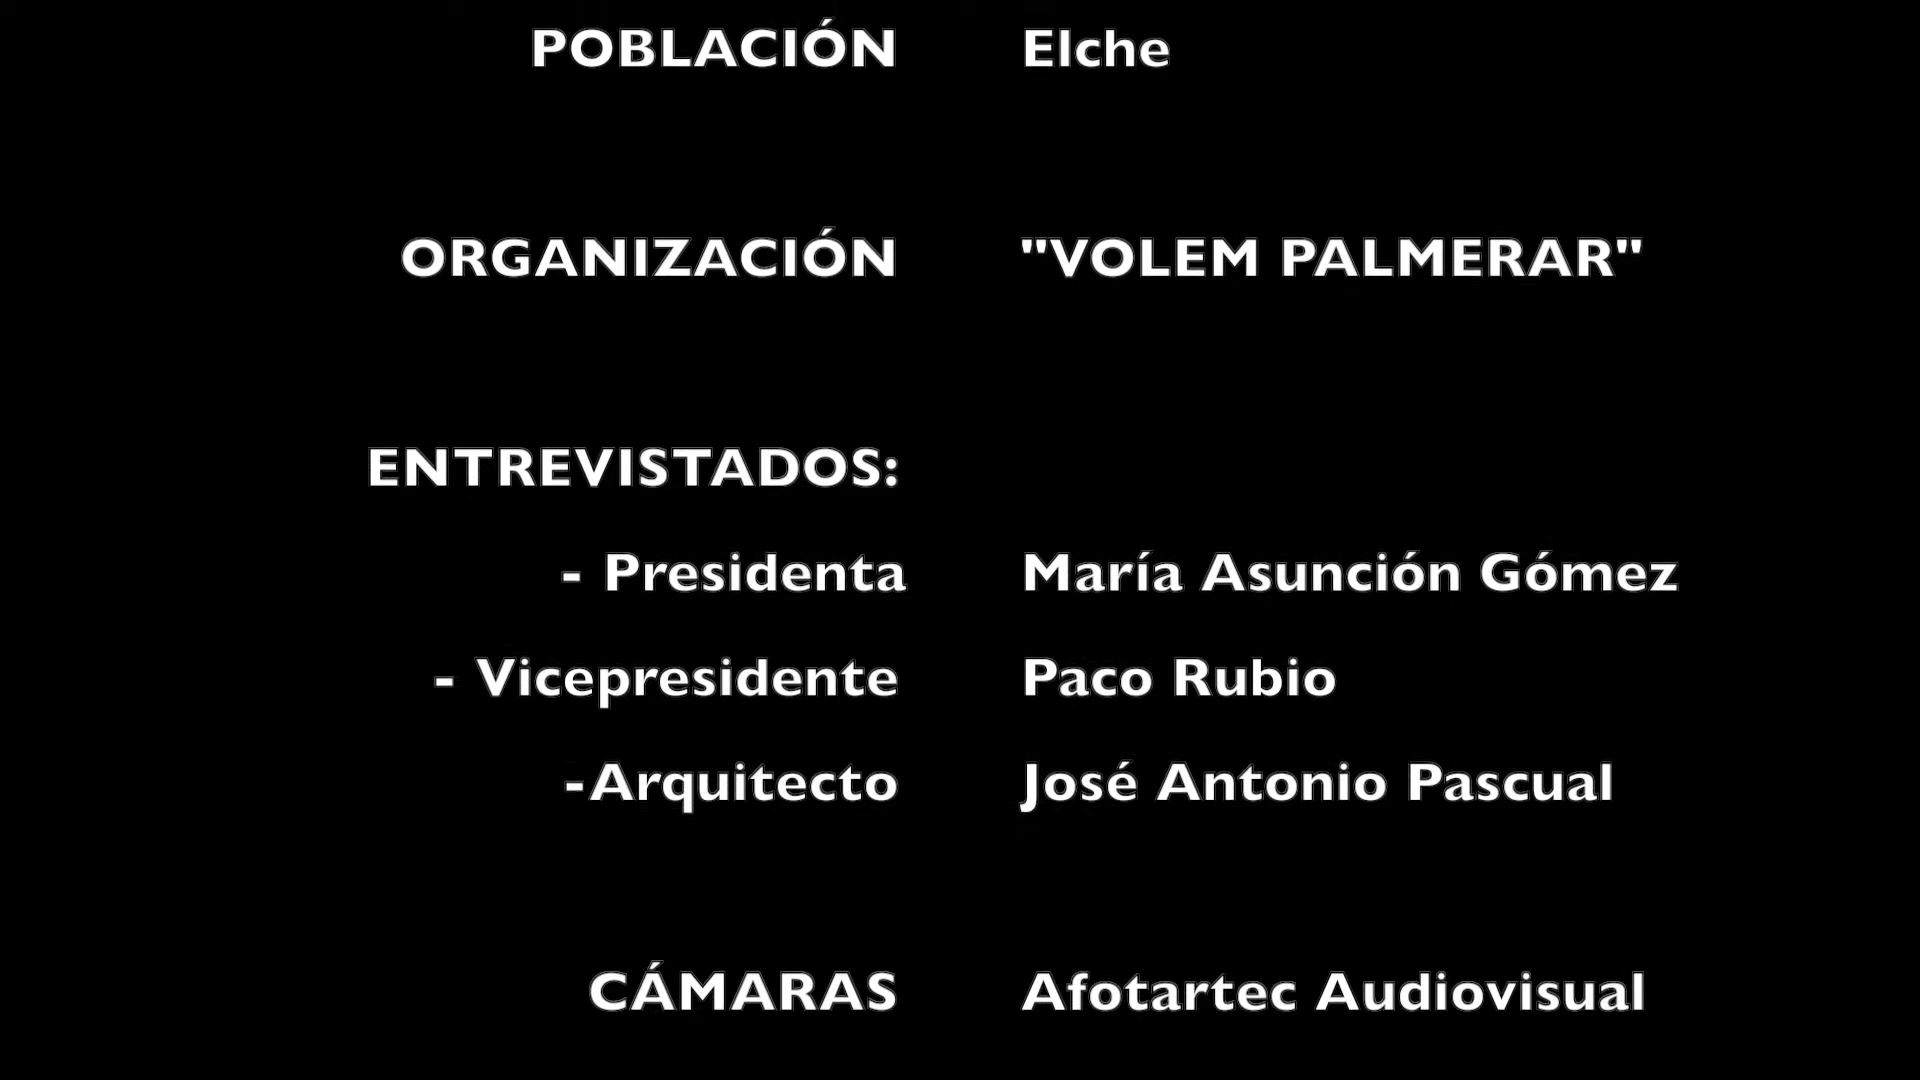 POBLACIÓN Elche
ORGANIZACIÓN "VOLEM PALMERAR"
ENTREVISTADOS:
- Presidenta María Asunción Gómez
- Vicepresidente Paco Rubio
-Arquitecto José Antonio Pascual
CÁMARAS Afotartec Audiovisual